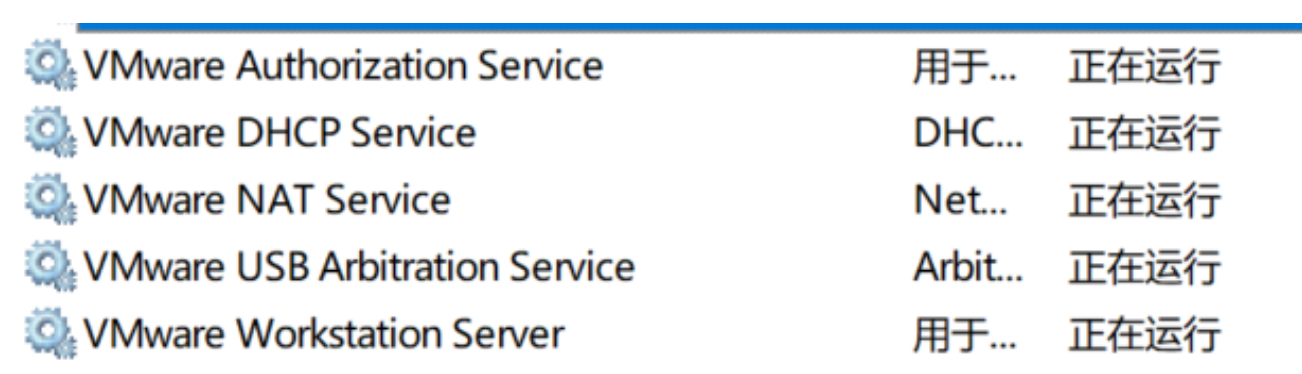 VMware Authorization Service 用于... 正在运行
VMware DHCP Service DHC... 正在运行
VMware NAT Service Net... 正在运行
VMware USB Arbitration Service Arbit... 正在运行
VMware Workstation Server 用于... 正在运行